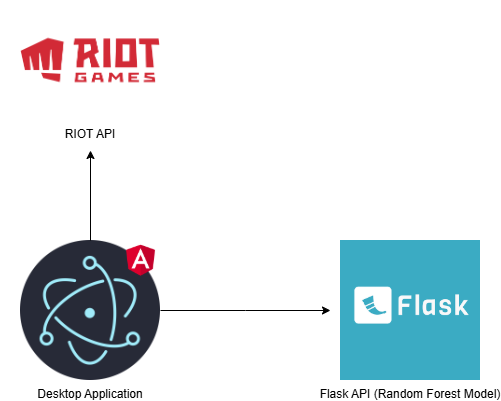 RIOT
GAMES
RIOT API
A
Flask
Desktop Application
Flask API (Random Forest Model)